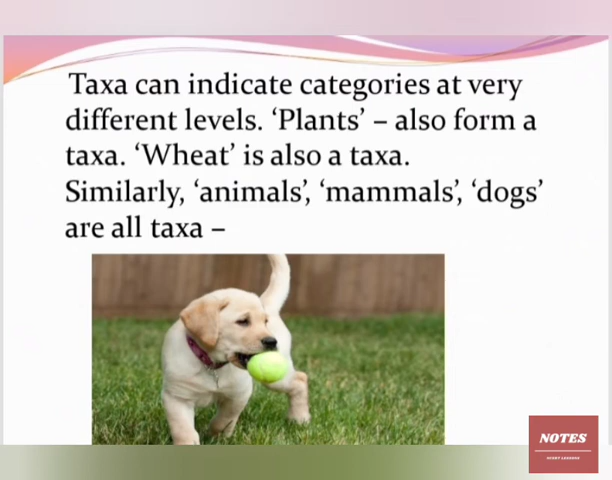 Taxa can indicate categories at very
different levels. ‘Plants’ – also form a
taxa. ‘Wheat’ is also a taxa.
Similarly, ‘animals’, ‘mammals’, ‘dogs’
are all taxa –
NOTES